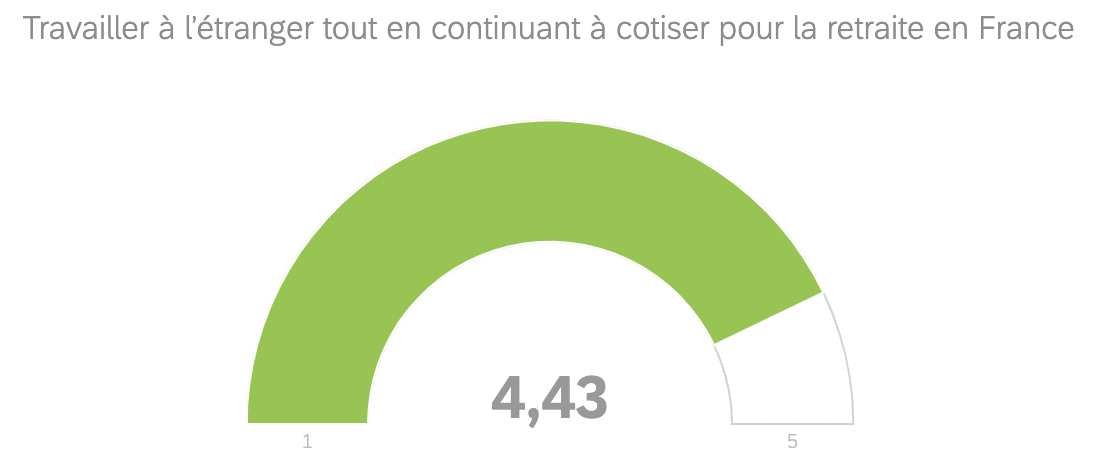 Travailler à l’étranger tout en continuant à cotiser pour la retraite en France
4,43
1
5